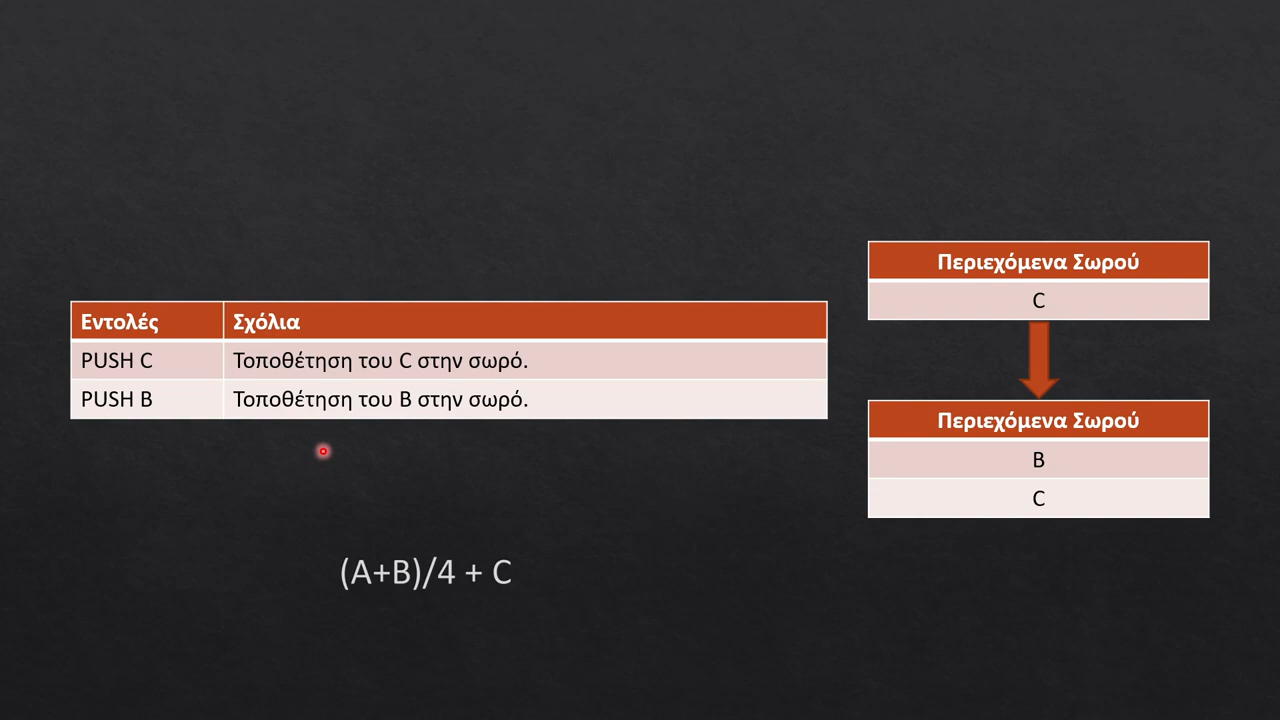 Περιεχόμενα Σωρού
C
Εντολές Σχόλια
PUSH C Τοποθέτηση του C στην σωρό.
PUSH B Τοποθέτηση του B στην σωρό.
Περιεχόμενα Σωρού
B
C
(A+B)/4 + C